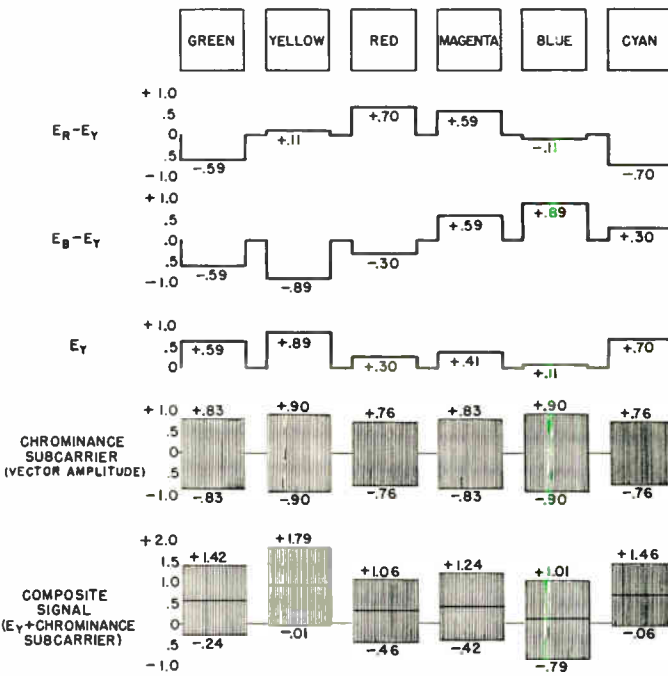 GREEN YELLOW RED MAGENTA BLUE CYAN
+ 1.0
.5
0
.5
– 1.0
E_R–E_Y
–.59 +.11 +.70 +.59 –.11 –.70
+ 1.0
.5
.0
.5
– 1.0
E_B–E_Y
–.59 –.89 –.30 +.59 +.89 +.30
+ 1.0
.5
0
E_Y
+.59 +.89 +.30 +.41 +.11 +.70
+ 1.0
.5
0
.5
– 1.0
CHROMINANCE
SUBCARRIER
(VECTOR AMPLITUDE)
+.83 +.90 +.76 +.83 +.90 +.76
–.83 –.90 –.76 –.83 –.90 –.76
+ 2.0
1.5
1.0
.5
0
– 1.0
COMPOSITE
SIGNAL
(E_Y+CHROMINANCE
SUBCARRIER)
+1.42 +1.79 +1.06 +1.24 +1.01 +1.46
–.24 –.01 –.46 –.42 –.79 –.06